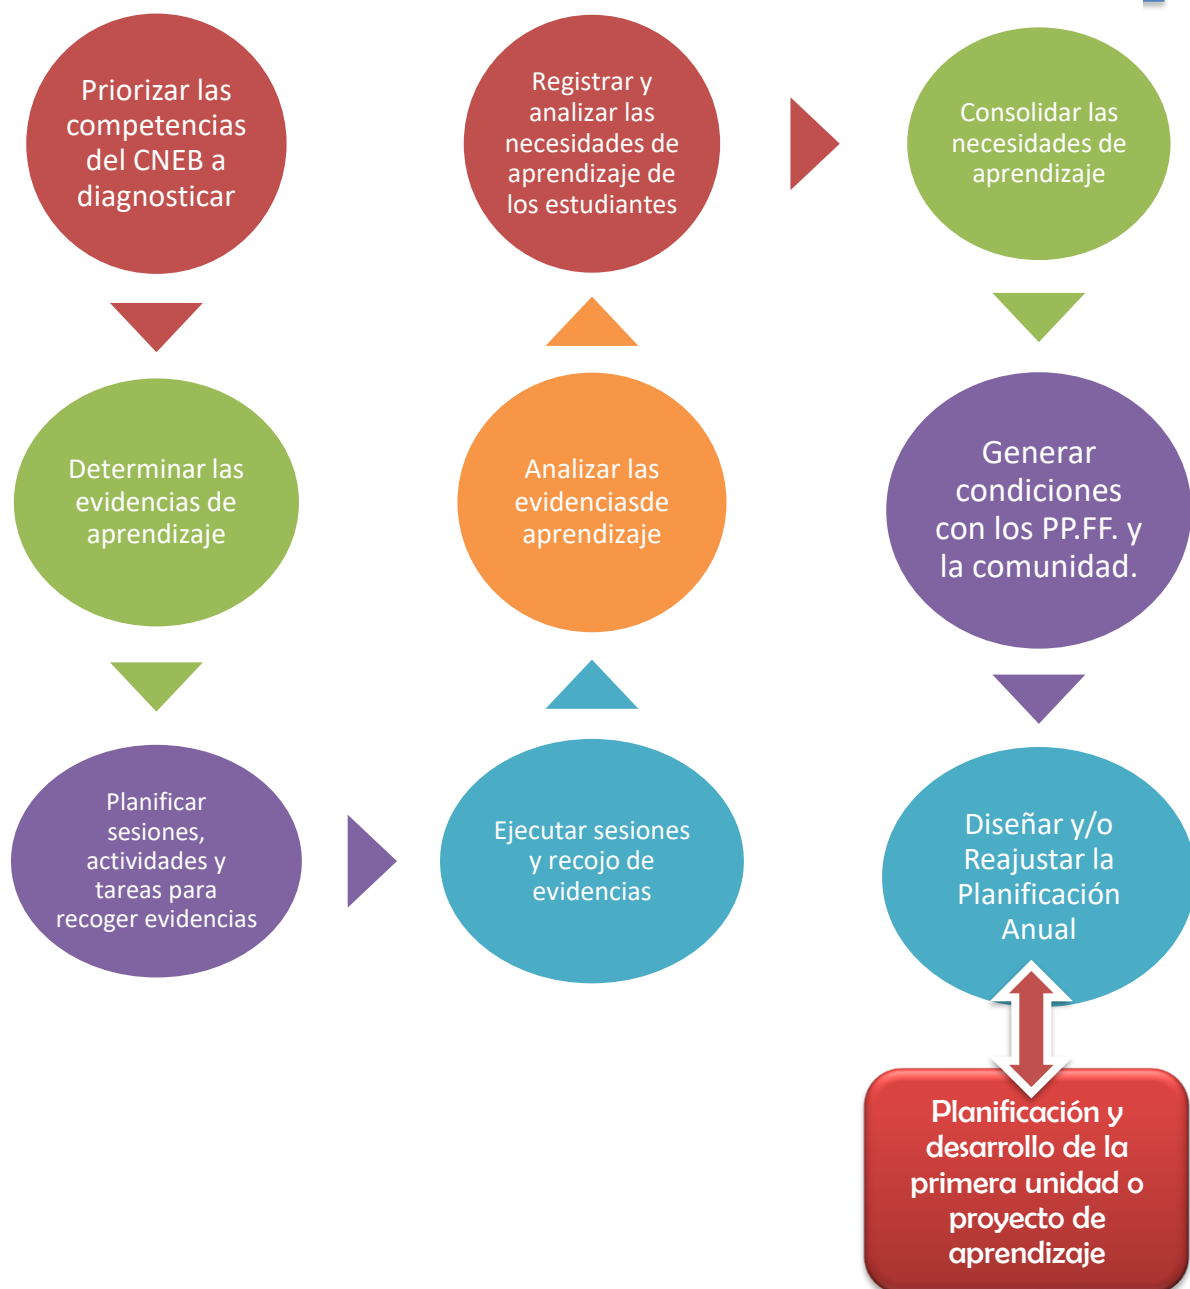 Priorizar las
competencias
del CNEB a
diagnosticar
Determinar las
evidencias de
aprendizaje
Planificar
sesiones,
actividades y
tareas para
recoger evidencias
Ejecutar sesiones
y recojo de
evidencias
Analizar las
evidenciasde
aprendizaje
Registrar y
analizar las
necesidades de
aprendizaje de
los estudiantes
Consolidar las
necesidades de
aprendizaje
Generar
condiciones
con los PP.FF. y
la comunidad.
Diseñar y/o
Reajustar la
Planificación
Anual
Planificación y
desarrollo de la
primera unidad o
proyecto de
aprendizaje